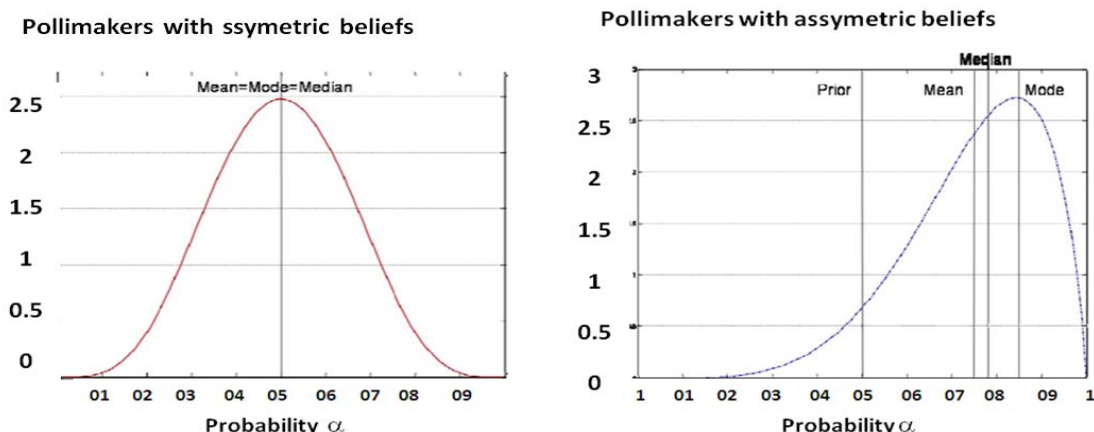 Pollimakers with ssymetric beliefs
Mean=Mode=Median
2.5
2
1.5
1
0.5
0
01 02 03 04 05 06 07 08 09
Probability α
Pollimakers with assymetric beliefs
Median
Prior Mean Mode
3
2.5
2
1.5
1
0.5
0
1 01 02 03 04 05 06 07 08 09 1
Probability α